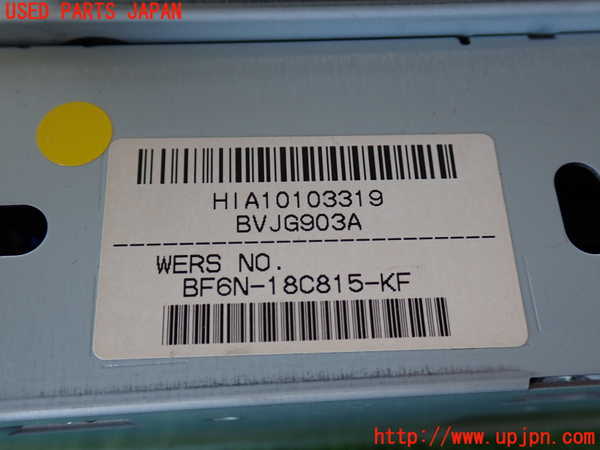 USED PARTS JAPAN
HIA10103319
BVJG903A
WERS NO.
BF6N-18C815-KF
http://www.upjpn.com/